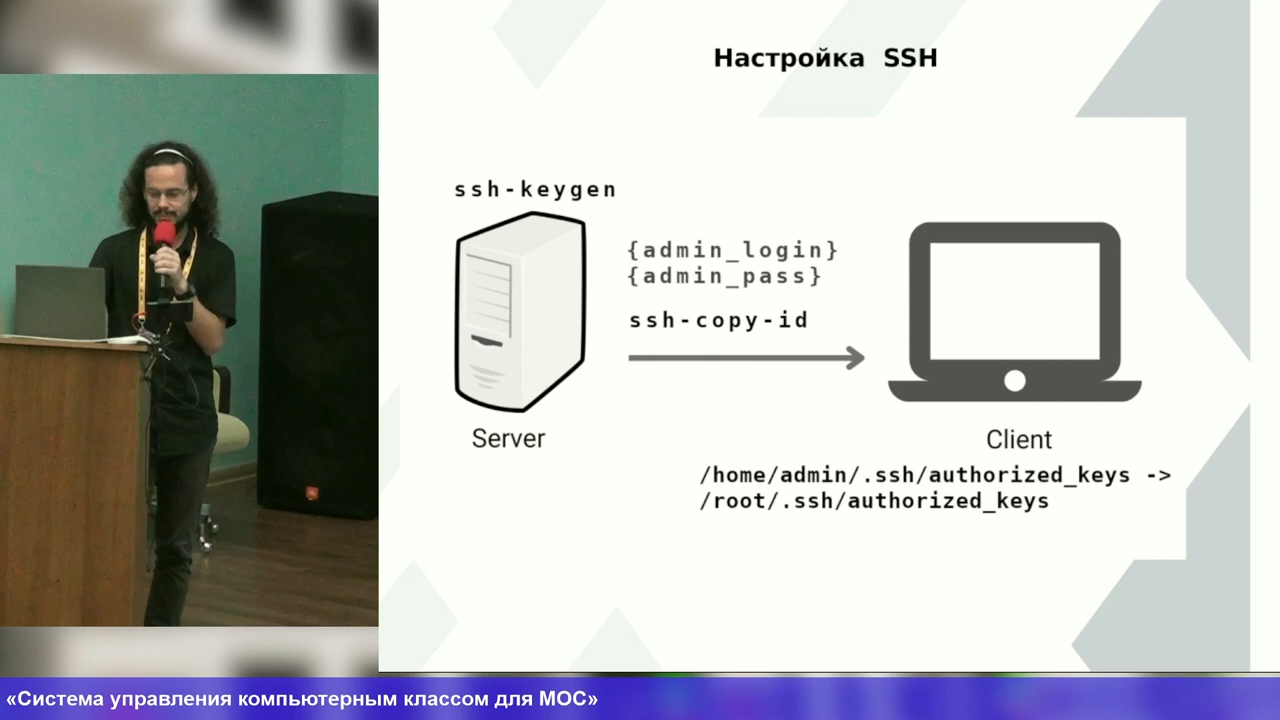 Настройка SSH
ssh-keygen
{admin_login}
{admin_pass}
ssh-copy-id
Server
Client
/home/admin/.ssh/authorized_keys ->
/root/.ssh/authorized_keys
«Система управления компьютерным классом для МОС»